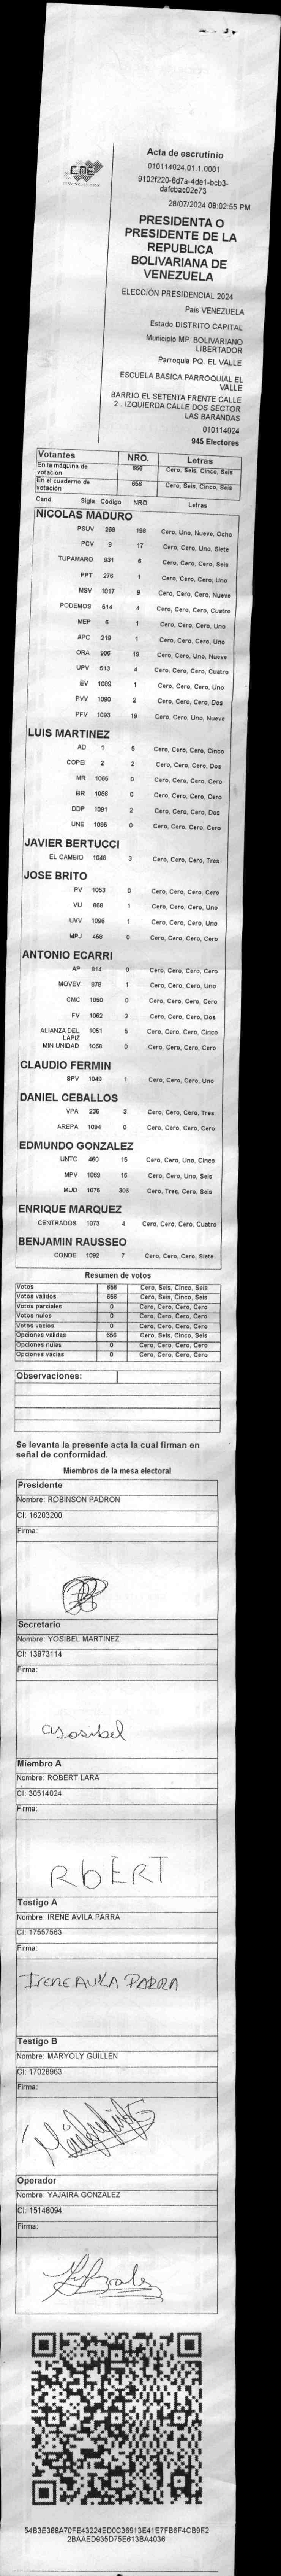 CNE
Acta de escrutinio
010114024.01.1.0001
9102f220-8d7a-4de1-bcb3-
dafcbac02e73
28/07/2024 08:02:55 PM
PRESIDENTA O
PRESIDENTE DE LA
REPUBLICA
BOLIVARIANA DE
VENEZUELA
ELECCIÓN PRESIDENCIAL 2024
Pais VENEZUELA
Estado DISTRITO CAPITAL
Municipio MP. BOLIVARIANO
LIBERTADOR
Parroquia PQ. EL VALLE
ESCUELA BASICA PARROQUIAL EL
VALLE
BARRIO EL SETENTA FRENTE CALLE
2 . IZQUIERDA CALLE DOS SECTOR
LAS BARANDAS
010114024
945 Electores
Votantes NRO. Letras
En la máquina de votación 656 Cero, Seis, Cinco, Seis
En el cuaderno de votación 656 Cero, Seis, Cinco, Seis
Cand. Sigla Código NRO. Letras
NICOLAS MADURO
PSUV 269 198 Cero, Uno, Nueve, Ocho
PCV 9 17 Cero, Cero, Uno, Siete
TUPAMARO 931 6 Cero, Cero, Cero, Seis
PPT 276 1 Cero, Cero, Cero, Uno
MSV 1017 9 Cero, Cero, Cero, Nueve
PODEMOS 514 4 Cero, Cero, Cero, Cuatro
MEP 6 1 Cero, Cero, Cero, Uno
APC 219 1 Cero, Cero, Cero, Uno
ORA 906 19 Cero, Cero, Uno, Nueve
UPV 513 4 Cero, Cero, Cero, Cuatro
EV 1089 1 Cero, Cero, Cero, Uno
PVV 1090 2 Cero, Cero, Cero, Dos
PFV 1093 19 Cero, Cero, Uno, Nueve
LUIS MARTINEZ
AD 1 5 Cero, Cero, Cero, Cinco
COPEI 2 2 Cero, Cero, Cero, Dos
MR 1065 0 Cero, Cero, Cero, Cero
BR 1066 0 Cero, Cero, Cero, Cero
DDP 1091 2 Cero, Cero, Cero, Dos
UNE 1095 0 Cero, Cero, Cero, Cero
JAVIER BERTUCCI
EL CAMBIO 1048 3 Cero, Cero, Cero, Tres
JOSE BRITO
PV 1053 0 Cero, Cero, Cero, Cero
VU 868 1 Cero, Cero, Cero, Uno
UVV 1096 1 Cero, Cero, Cero, Uno
MPJ 468 0 Cero, Cero, Cero, Cero
ANTONIO ECARRI
AP 814 0 Cero, Cero, Cero, Cero
MOVEV 878 1 Cero, Cero, Cero, Uno
CMC 1050 0 Cero, Cero, Cero, Cero
FV 1062 2 Cero, Cero, Cero, Dos
ALIANZA DEL LAPIZ 1051 5 Cero, Cero, Cero, Cinco
MIN UNIDAD 1088 0 Cero, Cero, Cero, Cero
CLAUDIO FERMIN
SPV 1049 1 Cero, Cero, Cero, Uno
DANIEL CEBALLOS
VPA 236 3 Cero, Cero, Cero, Tres
AREPA 1094 0 Cero, Cero, Cero, Cero
EDMUNDO GONZALEZ
UNTC 460 15 Cero, Cero, Uno, Cinco
MPV 1069 16 Cero, Cero, Uno, Seis
MUD 1075 306 Cero, Tres, Cero, Seis
ENRIQUE MARQUEZ
CENTRADOS 1073 4 Cero, Cero, Cero, Cuatro
BENJAMIN RAUSSEO
CONDE 1092 7 Cero, Cero, Cero, Siete
Resumen de votos
Votos 656 Cero, Seis, Cinco, Seis
Votos validos 656 Cero, Seis, Cinco, Seis
Votos parciales 0 Cero, Cero, Cero, Cero
Votos nulos 0 Cero, Cero, Cero, Cero
Votos vacios 0 Cero, Cero, Cero, Cero
Opciones validas 656 Cero, Seis, Cinco, Seis
Opciones nulas 0 Cero, Cero, Cero, Cero
Opciones vacias 0 Cero, Cero, Cero, Cero
Observaciones:
Se levanta la presente acta la cual firman en
señal de conformidad.
Miembros de la mesa electoral
Presidente
Nombre: ROBINSON PADRON
CI: 16203200
Firma:
Secretario
Nombre: YOSIBEL MARTINEZ
CI: 13873114
Firma:
Miembro A
Nombre: ROBERT LARA
CI: 30514024
Firma:
RbERT
Testigo A
Nombre: IRENE AVILA PARRA
CI: 17557563
Firma:
IRENE AVILA PARRA
Testigo B
Nombre: MARYOLY GUILLEN
CI: 17028963
Firma:
Operador
Nombre: YAJAIRA GONZALEZ
CI: 15148094
Firma:
54B3E388A70FE43224ED0C36913E41E7FB6F4CB9F2
2BAAED935D75E613BA4036